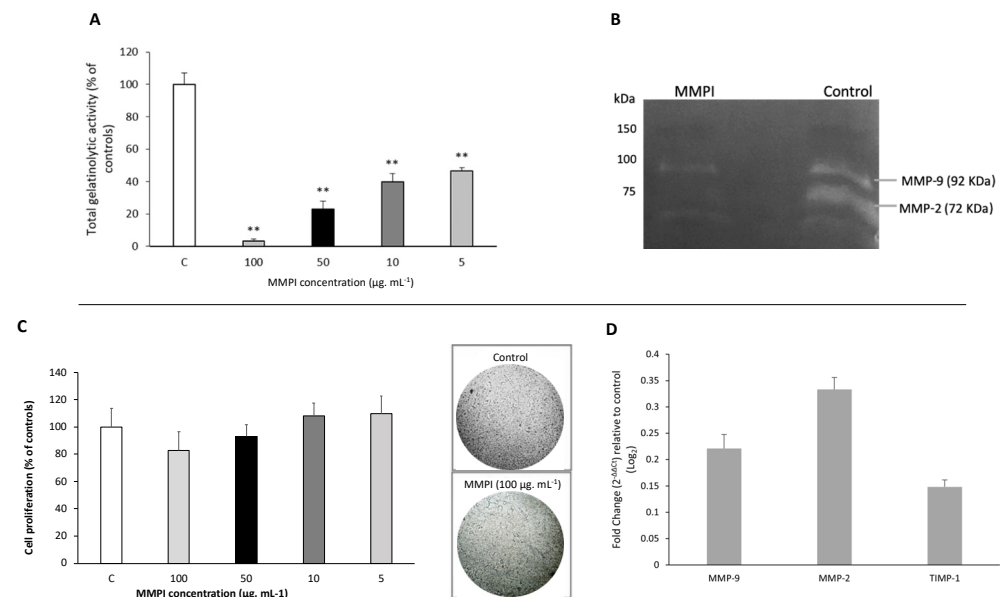 A
Total gelatinolytic activity (% of
controls)
120
100
80
60
40
20
0
**
**
**
**
C 100 50 10 5
MMPI concentration (µg. mL-1)
B
kDa
MMPI Control
150
100
75
MMP-9 (92 KDa)
MMP-2 (72 KDa)
C
Cell proliferation (% of controls)
140
120
100
80
60
40
20
0
C 100 50 10 5
MMPI concentration (µg. mL-1)
Control
MMPI (100 µg. mL-1)
D
Fold Change (2-ΔΔCt) relative to control
(Log2)
0.4
0.35
0.3
0.25
0.2
0.15
0.1
0.05
0
MMP-9 MMP-2 TIMP-1